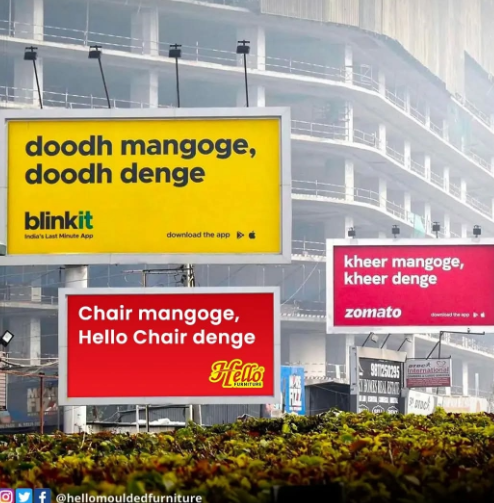 doodh mangoge,
doodh denge
blinkit
India's Last Minute App
download the app
kheer mangoge,
kheer denge
zomato
download the app
Chair mangoge,
Hello Chair denge
Hello
FURNITURE
@hellomouldedfurniture